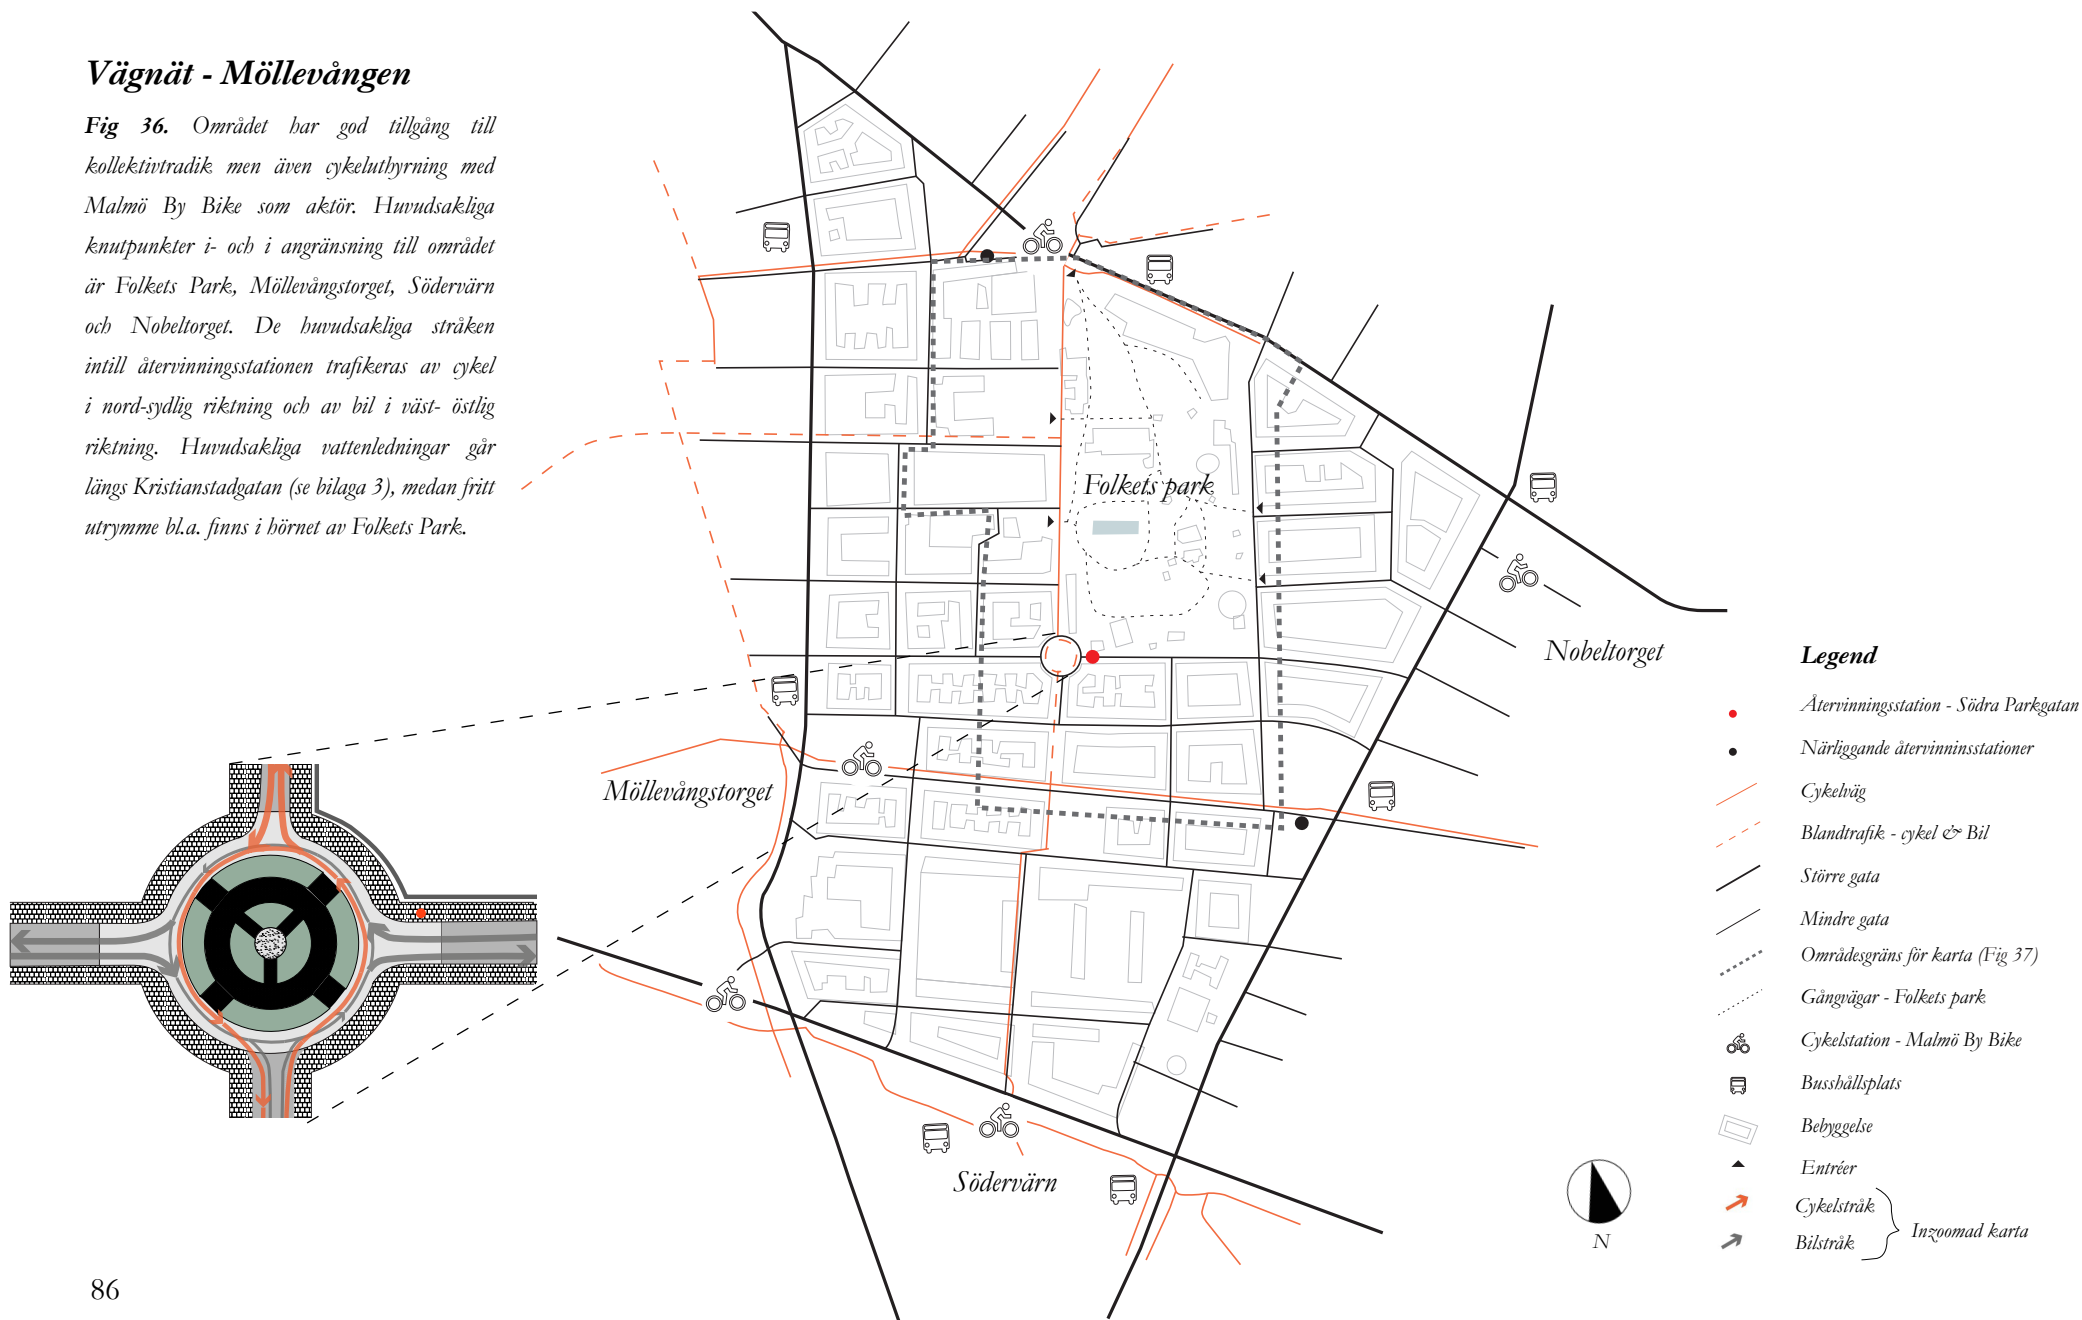 Vägnät - Möllevången
Fig 36. Området har god tillgång till
kollektivtradik men även cykeluthyrning med
Malmö By Bike som aktör. Huvudsakliga
knutpunkter i- och i angränsning till området
är Folkets Park, Möllevångstorget, Södervärn
och Nobeltorget. De huvudsakliga stråken
intill återvinningsstationen trafikeras av cykel
i nord-sydlig riktning och av bil i väst- östlig
riktning. Huvudsakliga vattenledningar går
längs Kristianstadgatan (se bilaga 3), medan fritt
utrymme bl.a. finns i hörnet av Folkets Park.
Folkets park
Nobeltorget
Möllevångstorget
Södervärn
Legend
Återvinningsstation - Södra Parkgatan
Närliggande återvinninsstationer
Cykelväg
Blandtrafik - cykel & Bil
Större gata
Mindre gata
Områdesgräns för karta (Fig 37)
Gångvägar - Folkets park
Cykelstation - Malmö By Bike
Busshållsplats
Bebyggelse
Entréer
Cykelstråk
Bilstråk
Inzoomad karta
N
86